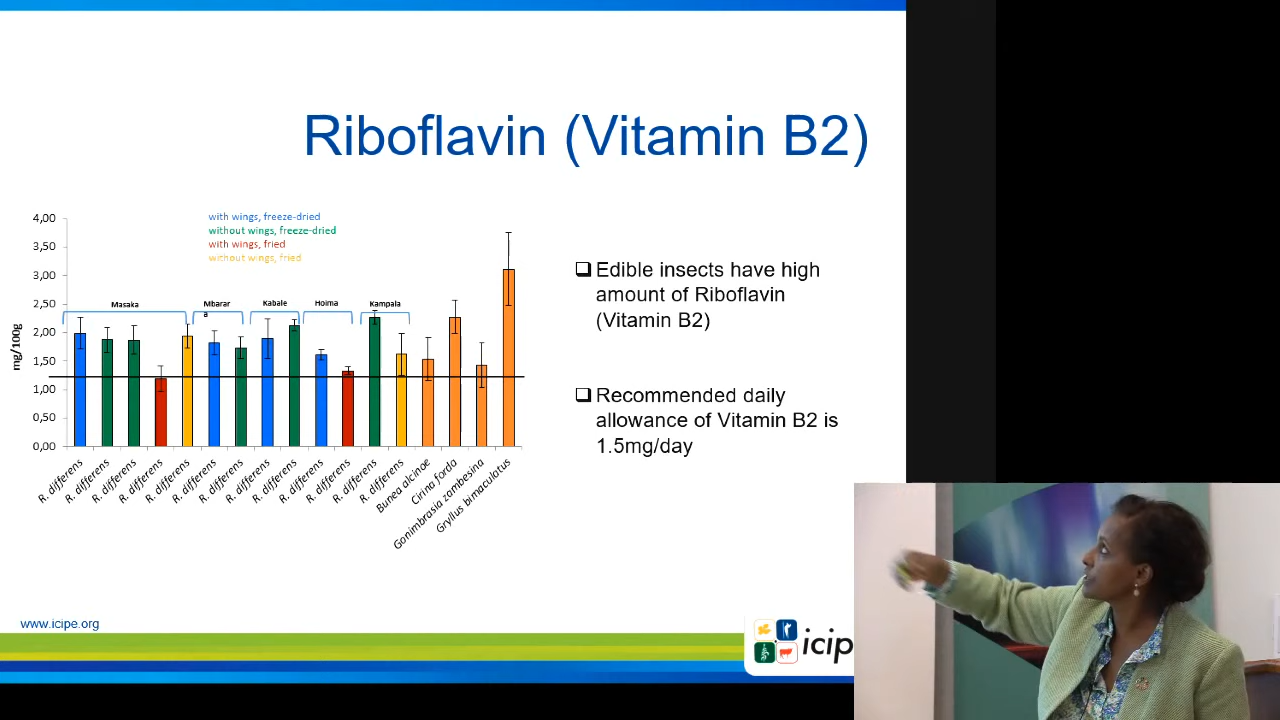 Riboflavin (Vitamin B2)
4,00
3,50
3,00
2,50
2,00
1,50
1,00
0,50
0,00
mg/100g
with wings, freeze-dried
without wings, freeze-dried
with wings, fried
without wings, fried
Masaka
Mbarar
a
Kabale
Hoima
Kampala
R. differens
R. differens
R. differens
R. differens
R. differens
R. differens
R. differens
R. differens
R. differens
R. differens
R. differens
R. differens
R. differens
Bunea alcinoe
Cirina forda
Gonimbrasia zambesina
Gryllus bimaculatus
Edible insects have high
amount of Riboflavin
(Vitamin B2)
Recommended daily
allowance of Vitamin B2 is
1.5mg/day
www.icipe.org
icip